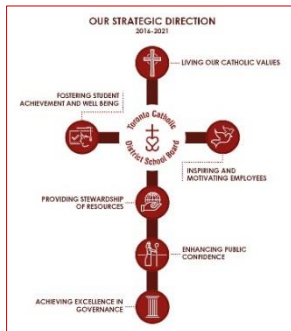 OUR STRATEGIC DIRECTION
2016-2021
LIVING OUR CATHOLIC VALUES
FOSTERING STUDENT
ACHIEVEMENT AND WELL BEING
Toronto Catholic
District School Board
INSPIRING AND
MOTIVATING EMPLOYEES
PROVIDING STEWARDSHIP
OF RESOURCES
ENHANCING PUBLIC
CONFIDENCE
ACHIEVING EXCELLENCE IN
GOVERNANCE